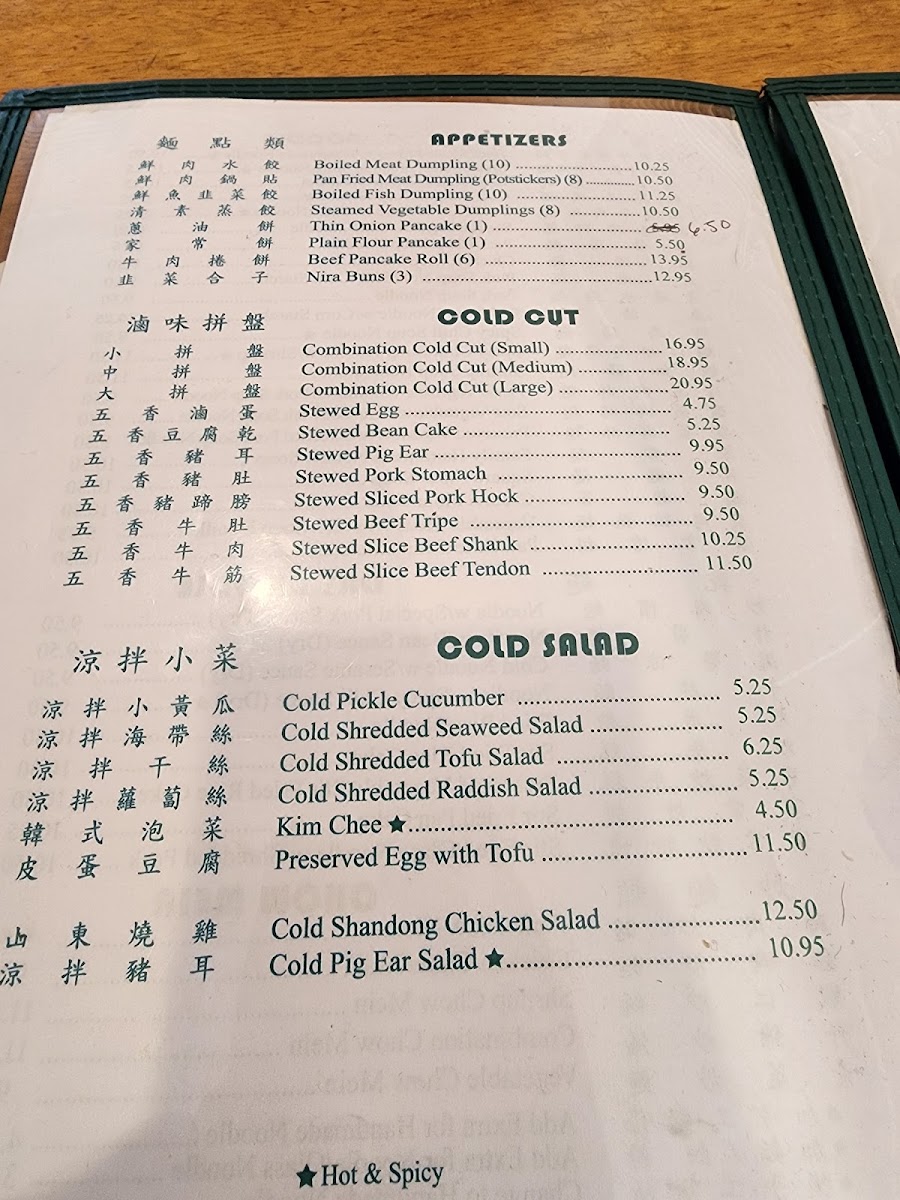 麵點類 APPETIZERS
鮮肉水餃 Boiled Meat Dumpling (10) 10.25
鮮肉鍋貼 Pan Fried Meat Dumpling (Potstickers) (8) 10.50
鮮魚韭菜餃 Boiled Fish Dumpling (10) 11.25
清素蒸餃 Steamed Vegetable Dumplings (8) 10.50
蔥油餅 Thin Onion Pancake (1) 5.95 6.50
家常餅 Plain Flour Pancake (1) 5.50
牛肉捲餅 Beef Pancake Roll (6) 13.95
韭菜合子 Nira Buns (3) 12.95
滷味拼盤 COLD CUT
小拼盤 Combination Cold Cut (Small) 16.95
中拼盤 Combination Cold Cut (Medium) 18.95
大拼盤 Combination Cold Cut (Large) 20.95
五香滷蛋 Stewed Egg 4.75
五香豆腐乾 Stewed Bean Cake 5.25
五香豬耳 Stewed Pig Ear 9.95
五香豬肚 Stewed Pork Stomach 9.50
五香豬蹄膀 Stewed Sliced Pork Hock 9.50
五香牛肚 Stewed Beef Tripe 9.50
五香牛肉 Stewed Slice Beef Shank 10.25
五香牛筋 Stewed Slice Beef Tendon 11.50
涼拌小菜 COLD SALAD
涼拌小黃瓜 Cold Pickle Cucumber 5.25
涼拌海帶絲 Cold Shredded Seaweed Salad 5.25
涼拌干絲 Cold Shredded Tofu Salad 6.25
涼拌蘿蔔絲 Cold Shredded Raddish Salad 5.25
韓式泡菜 Kim Chee ★ 4.50
皮蛋豆腐 Preserved Egg with Tofu 11.50
山東燒雞 Cold Shandong Chicken Salad 12.50
涼拌豬耳 Cold Pig Ear Salad ★ 10.95
★ Hot & Spicy